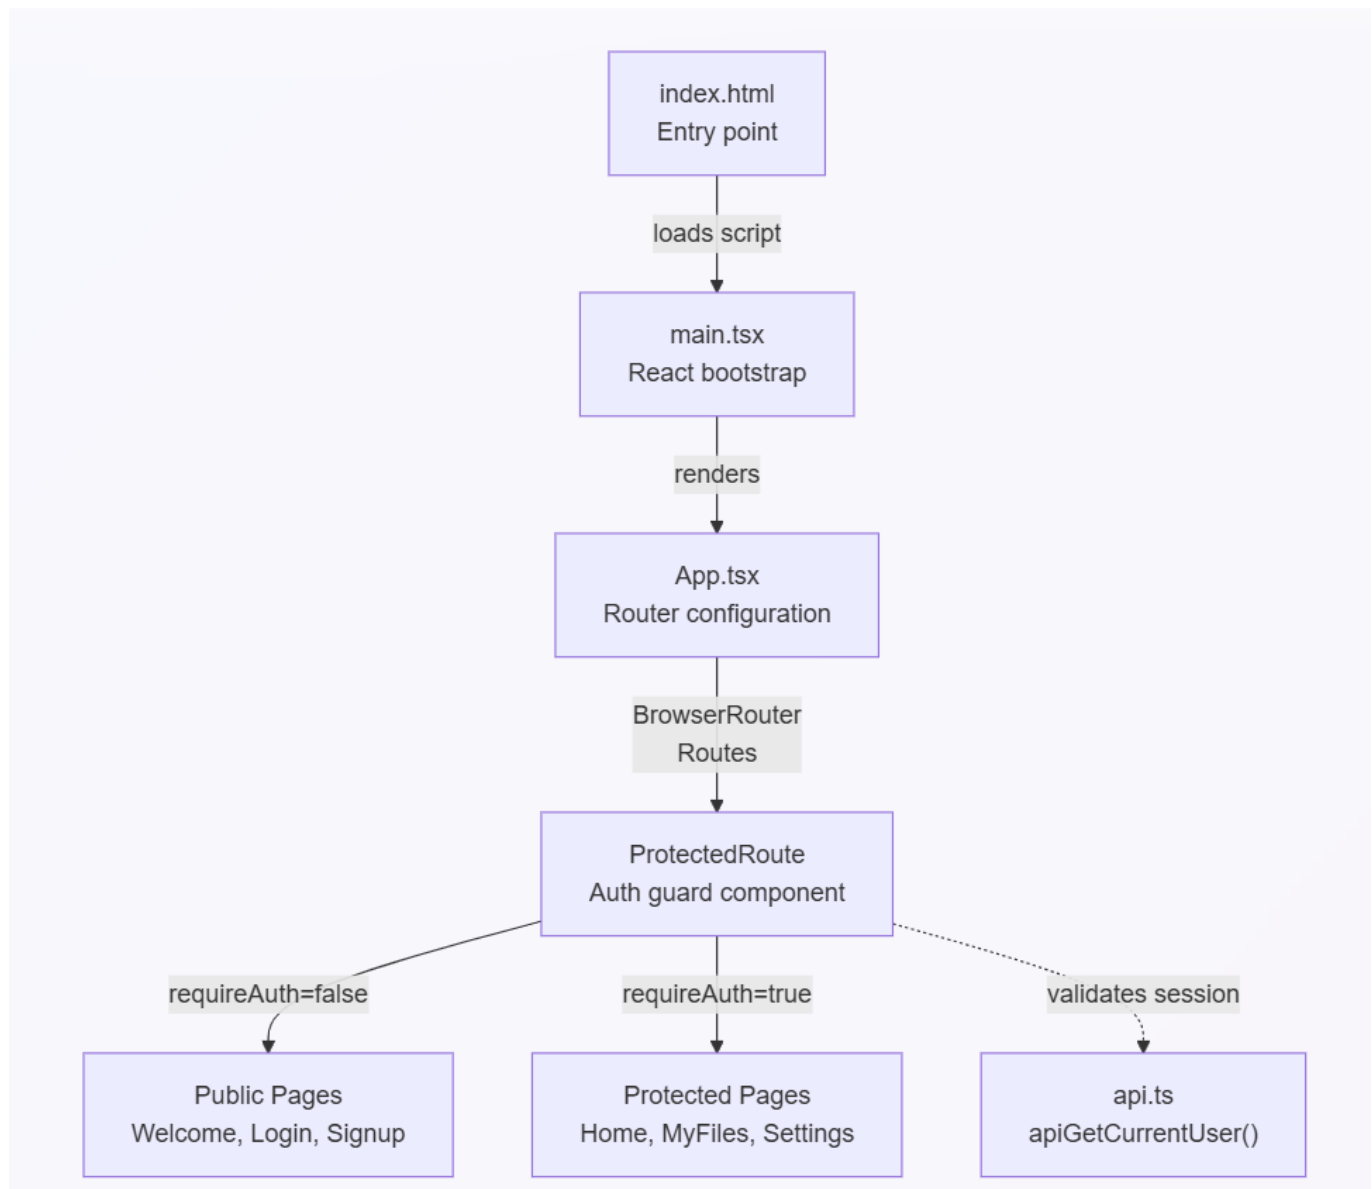 index.html
Entry point
loads script
main.tsx
React bootstrap
renders
App.tsx
Router configuration
BrowserRouter
Routes
ProtectedRoute
Auth guard component
requireAuth=false
requireAuth=true
validates session
Public Pages
Welcome, Login, Signup
Protected Pages
Home, MyFiles, Settings
api.ts
apiGetCurrentUser()